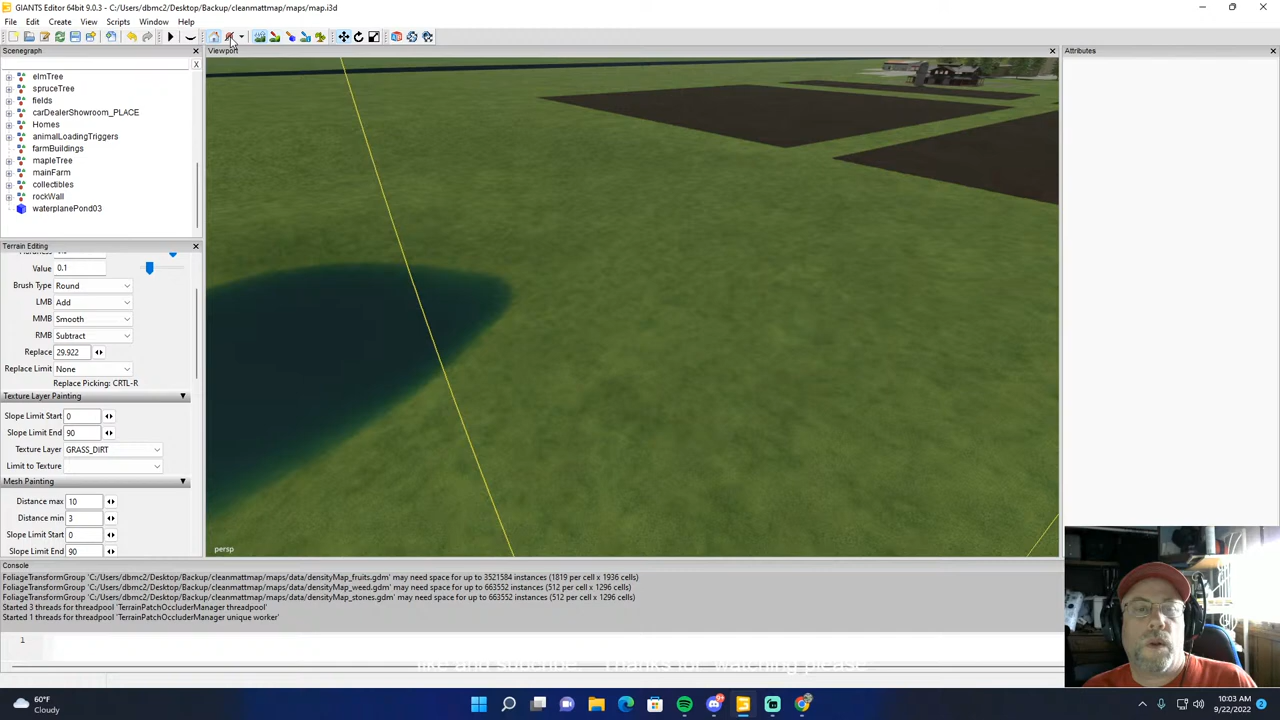 GIANTS Editor 64bit 9.0.3 - C:/Users/dbmc2/Desktop/Backup/cleanmattmap/maps/map.i3d
File Edit Create View Scripts Window Help
Scenegraph
Viewport
Attributes
X
elmTree
spruceTree
fields
carDealerShowroom_PLACE
Homes
animalLoadingTriggers
farmBuildings
mapleTree
mainFarm
collectibles
rockWall
waterplanePond03
Terrain Editing
Value 0.1
Brush Type Round
LMB Add
MMB Smooth
RMB Subtract
Replace 29.922
Replace Limit None
Replace Picking: CRTL-R
Texture Layer Painting
Slope Limit Start 0
Slope Limit End 90
Texture Layer GRASS_DIRT
Limit to Texture
Mesh Painting
Distance max 10
Distance min 3
Slope Limit Start 0
Slope Limit End 90
persp
Console
FoliageTransformGroup 'C:/Users/dbmc2/Desktop/Backup/cleanmattmap/maps/data/densityMap_fruits.gdm' may need space for up to 3521584 instances (1819 per cell x 1936 cells)
FoliageTransformGroup 'C:/Users/dbmc2/Desktop/Backup/cleanmattmap/maps/data/densityMap_weed.gdm' may need space for up to 663552 instances (512 per cell x 1296 cells)
FoliageTransformGroup 'C:/Users/dbmc2/Desktop/Backup/cleanmattmap/maps/data/densityMap_stones.gdm' may need space for up to 663552 instances (512 per cell x 1296 cells)
Started 3 threads for threadpool 'TerrainPatchOccluderManager threadpool'
Started 1 threads for threadpool 'TerrainPatchOccluderManager unique worker'
1
like and subcribe Thanks for watching please
60°F
Cloudy
10:03 AM
9/22/2022